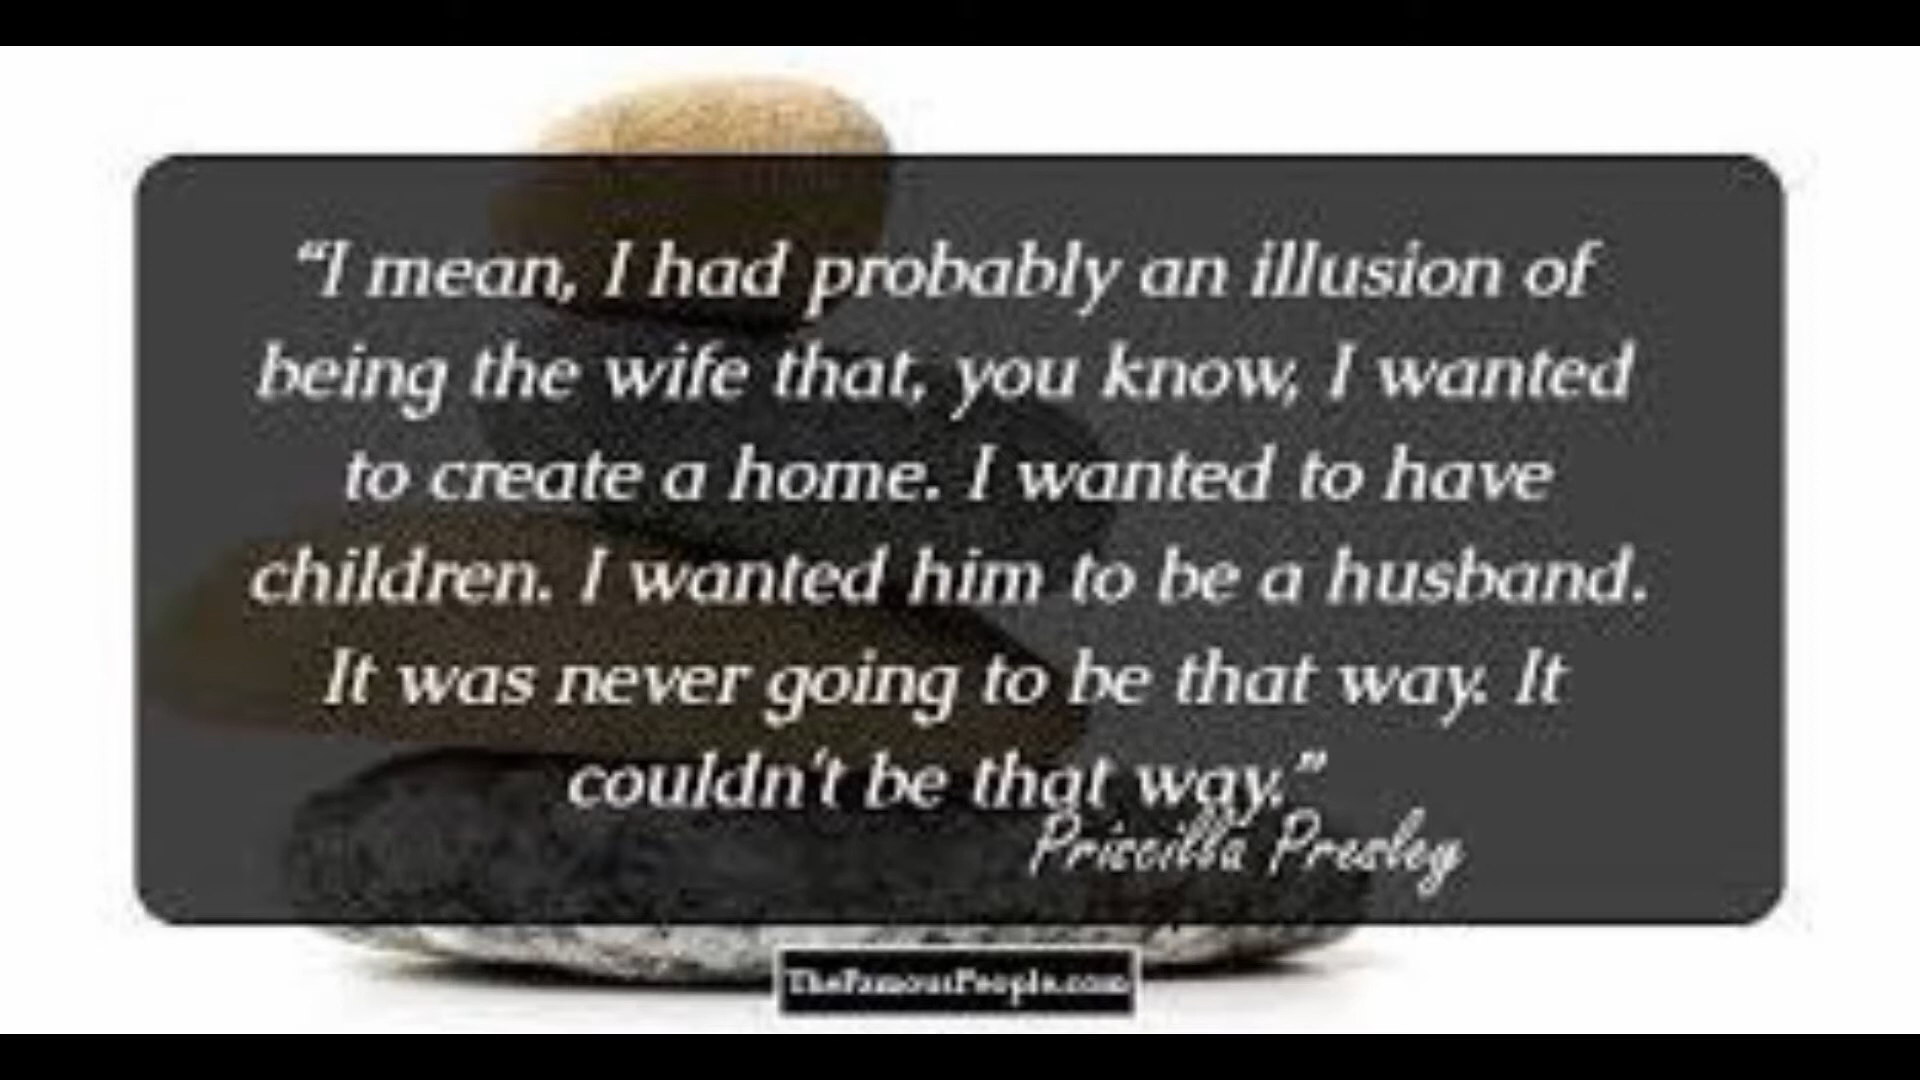 “I mean, I had probably an illusion of
being the wife that, you know, I wanted
to create a home. I wanted to have
children. I wanted him to be a husband.
It was never going to be that way. It
couldn't be that way.”
Priscilla Presley
TheFamousPeople.com